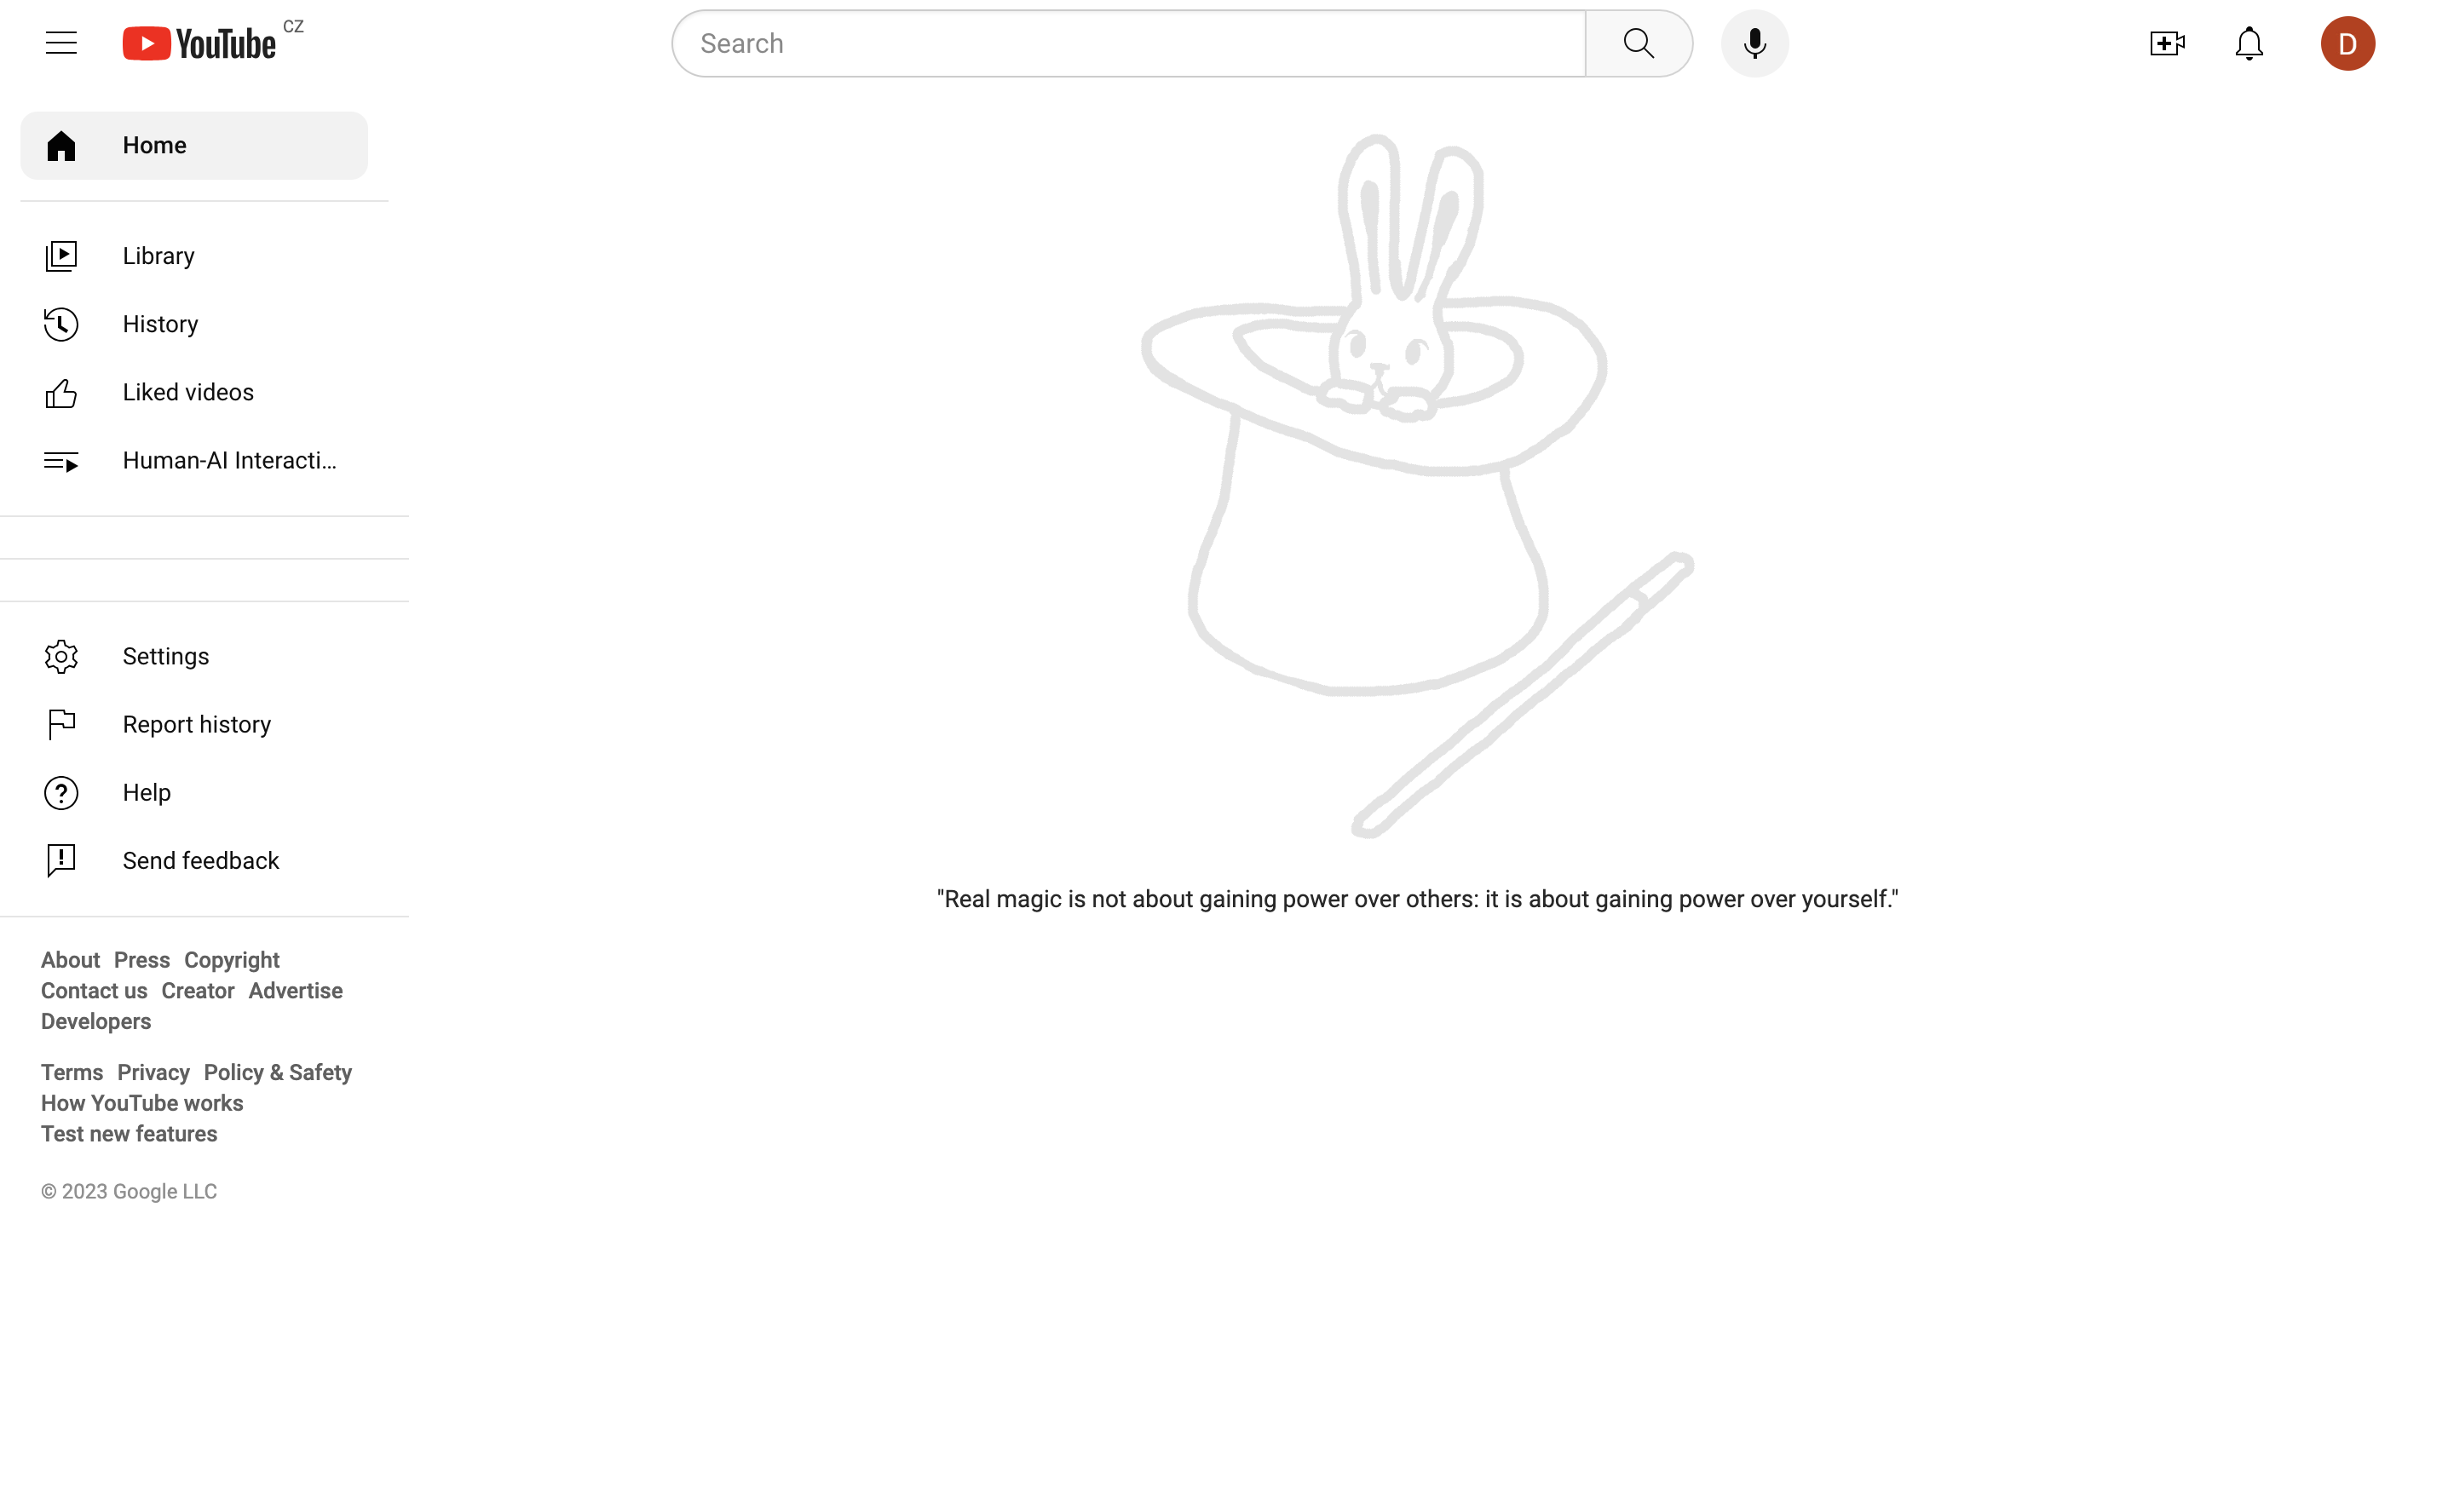 YouTube CZ
Search
D
Home
Library
History
Liked videos
Human-AI Interacti...
Settings
Report history
Help
Send feedback
"Real magic is not about gaining power over others: it is about gaining power over yourself."
About Press Copyright
Contact us Creator Advertise
Developers
Terms Privacy Policy & Safety
How YouTube works
Test new features
© 2023 Google LLC